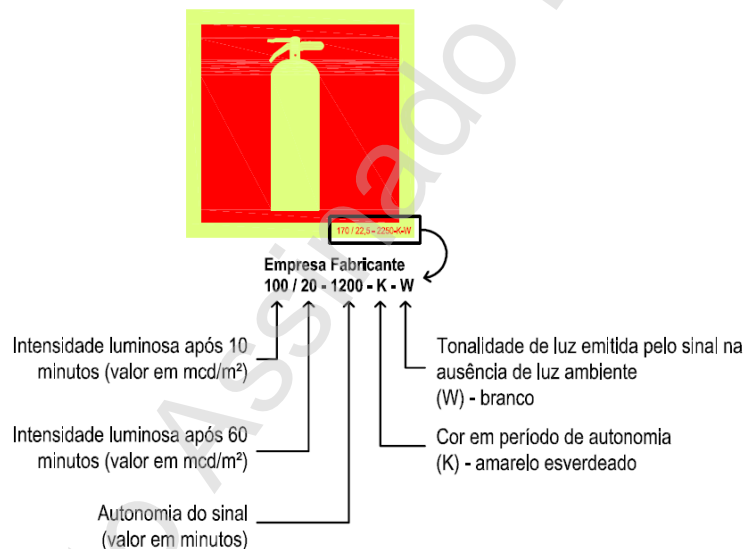 170 / 22,5 - 2250-K-W
Empresa Fabricante
100 / 20 - 1200 - K - W
Intensidade luminosa após 10
minutos (valor em mcd/m²)
Intensidade luminosa após 60
minutos (valor em mcd/m²)
Autonomia do sinal
(valor em minutos)
Tonalidade de luz emitida pelo sinal na
ausência de luz ambiente
(W) - branco
Cor em período de autonomia
(K) - amarelo esverdeado
o Assinado